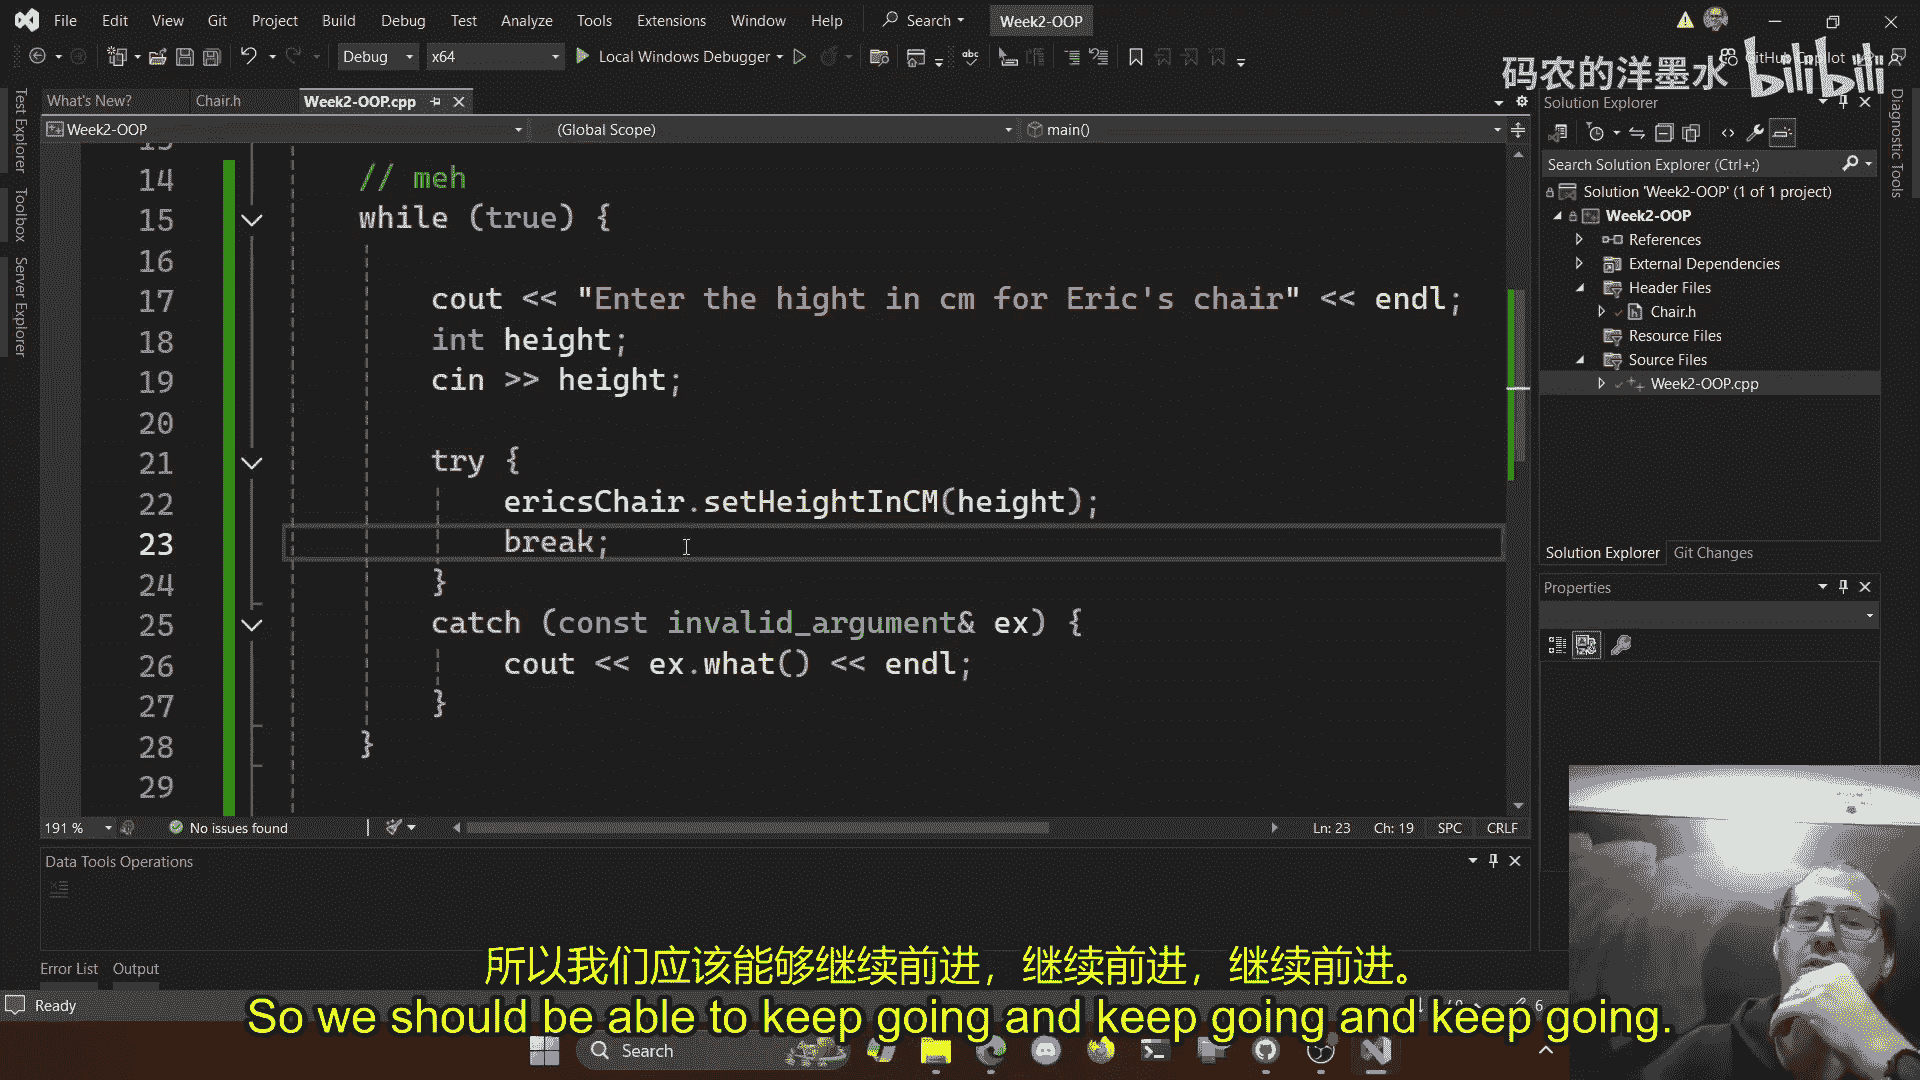 File Edit View Git Project Build Debug Test Analyze Tools Extensions Window Help Search Week2-OOP
Debug x64 Local Windows Debugger
码农的洋墨水 bilibili
What's New? Chair.h Week2-OOP.cpp
Week2-OOP (Global Scope) main()
14 // meh
15 while (true) {
16
17 cout << "Enter the hight in cm for Eric's chair" << endl;
18 int height;
19 cin >> height;
20
21 try {
22 ericsChair.setHeightInCM(height);
23 break;
24 }
25 catch (const invalid_argument& ex) {
26 cout << ex.what() << endl;
27 }
28 }
29
191 % No issues found Ln: 23 Ch: 19 SPC CRLF
Test Explorer
Toolbox
Server Explorer
Solution Explorer
Search Solution Explorer (Ctrl+;)
Solution 'Week2-OOP' (1 of 1 project)
Week2-OOP
References
External Dependencies
Header Files
Chair.h
Resource Files
Source Files
Week2-OOP.cpp
Solution Explorer Git Changes
Properties
Diagnostic Tools
Data Tools Operations
Error List Output
Ready
所以我们应该能够继续前进，继续前进，继续前进。
So we should be able to keep going and keep going and keep going.
Search